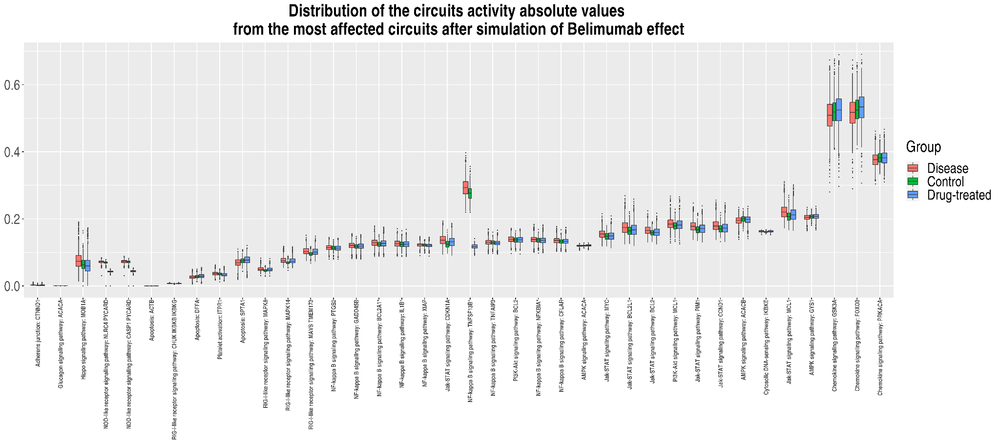 Distribution of the circuits activity absolute values
from the most affected circuits after simulation of Belimumab effect
0.6
0.4
0.2
0.0
Group
Disease
Control
Drug-treated
Adherens junction: CTNND1
Glucagon signaling pathway: ACACA
Hippo signaling pathway: MOB1A
NOD-like receptor signaling pathway: NLRC4 PYCARD
NOD-like receptor signaling pathway: CASP1 PYCARD
Apoptosis: ACTB
RIG-I-like receptor signaling pathway: CHUK IKBKB IKBKG
Apoptosis: DFFA
Platelet activation: ITPR1
Apoptosis: SPTA1
RIG-I-like receptor signaling pathway: MAPK8
RIG-I-like receptor signaling pathway: MAPK14
RIG-I-like receptor signaling pathway: MAVS TMEM173
NF-kappa B signaling pathway: PTGS2
NF-kappa B signaling pathway: GADD45B
NF-kappa B signaling pathway: BCL2A1*
NF-kappa B signaling pathway: IL1B*
NF-kappa B signaling pathway: XIAP
Jak-STAT signaling pathway: CDKN1A
NF-kappa B signaling pathway: TNFSF13B*
NF-kappa B signaling pathway: TNFAIP3
PI3K-Akt signaling pathway: BCL2
NF-kappa B signaling pathway: NFKBIA*
NF-kappa B signaling pathway: CFLAR
AMPK signaling pathway: ACACA
Jak-STAT signaling pathway: MYC
Jak-STAT signaling pathway: BCL2L1
Jak-STAT signaling pathway: BCL2
PI3K-Akt signaling pathway: MCL1
Jak-STAT signaling pathway: PIM1
Jak-STAT signaling pathway: CCND1
AMPK signaling pathway: ACACB
Cytosolic DNA-sensing pathway: IKBKE
Jak-STAT signaling pathway: MCL1
AMPK signaling pathway: GYS1
Chemokine signaling pathway: GSK3A
Chemokine signaling pathway: FOXO3
Chemokine signaling pathway: PRKACA